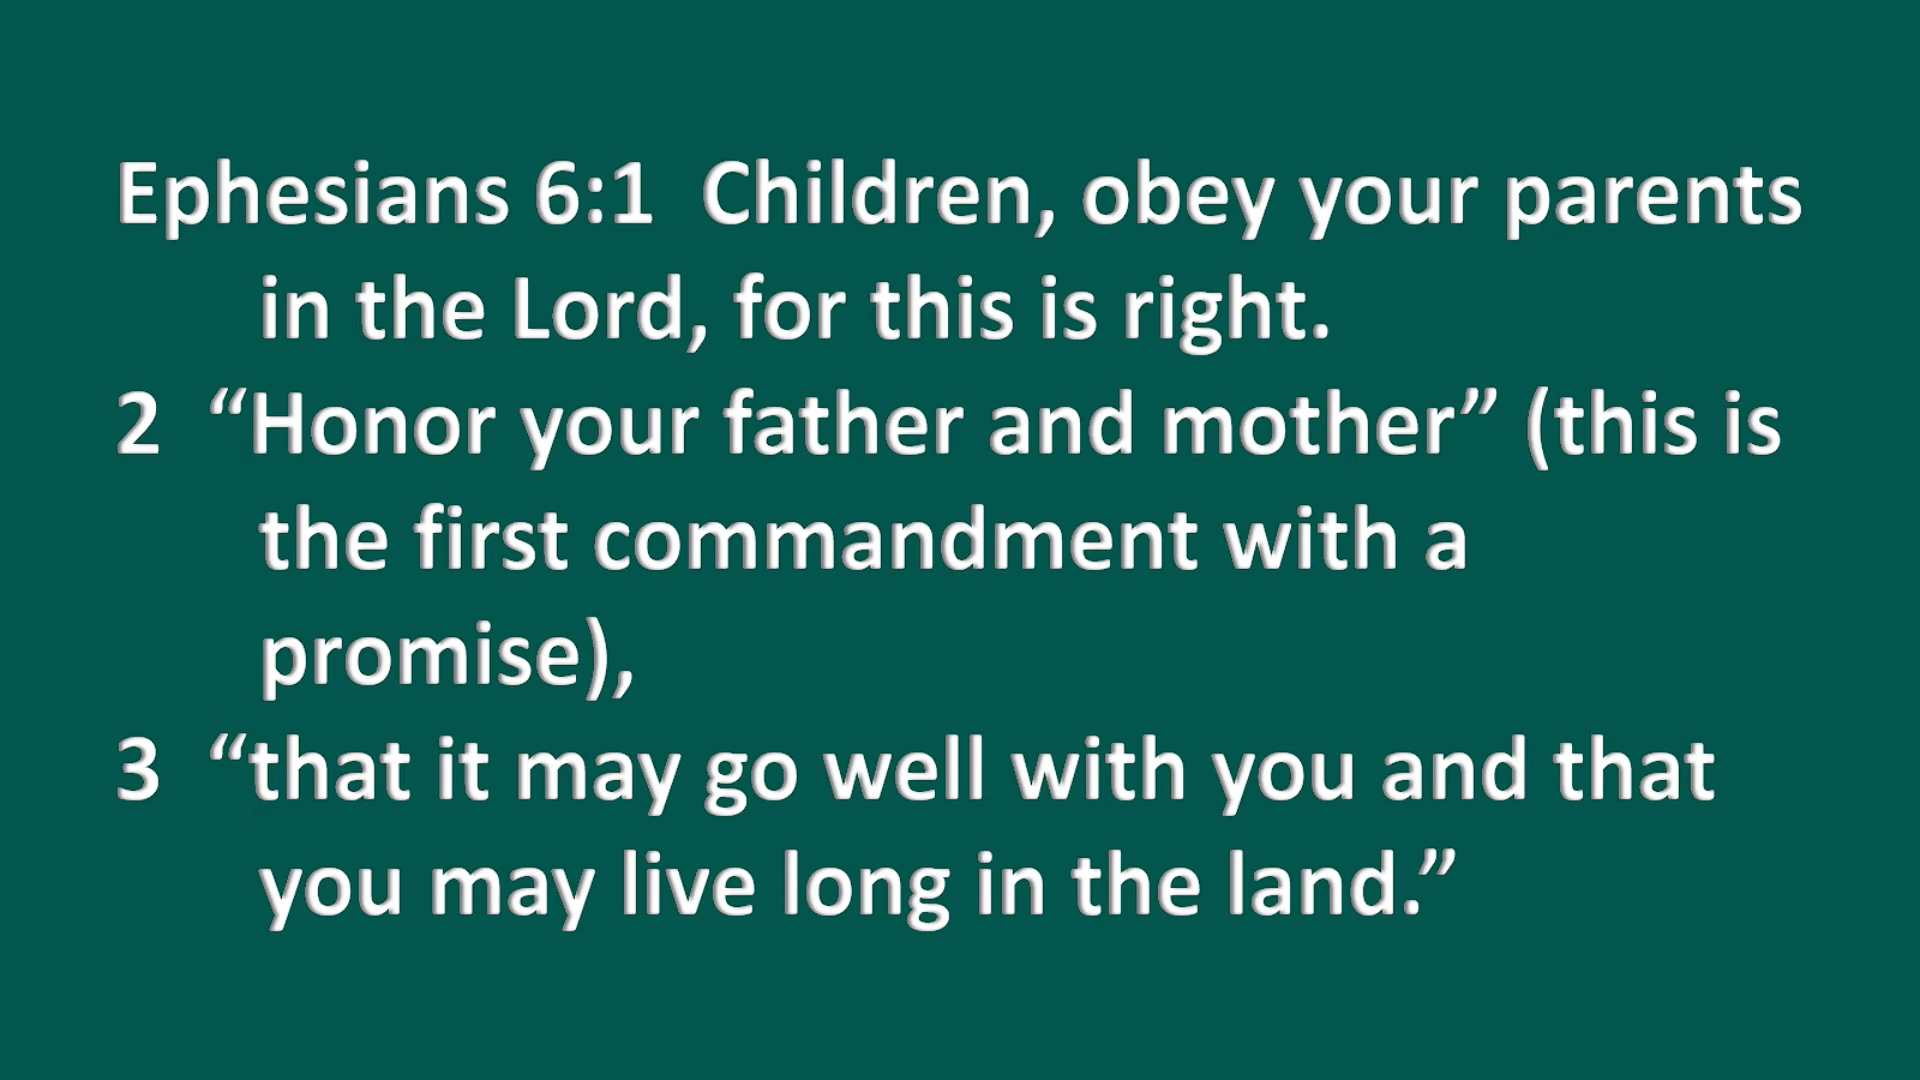 Ephesians 6:1  Children, obey your parents
in the Lord, for this is right.
2  “Honor your father and mother” (this is
the first commandment with a
promise),
3  “that it may go well with you and that
you may live long in the land.”